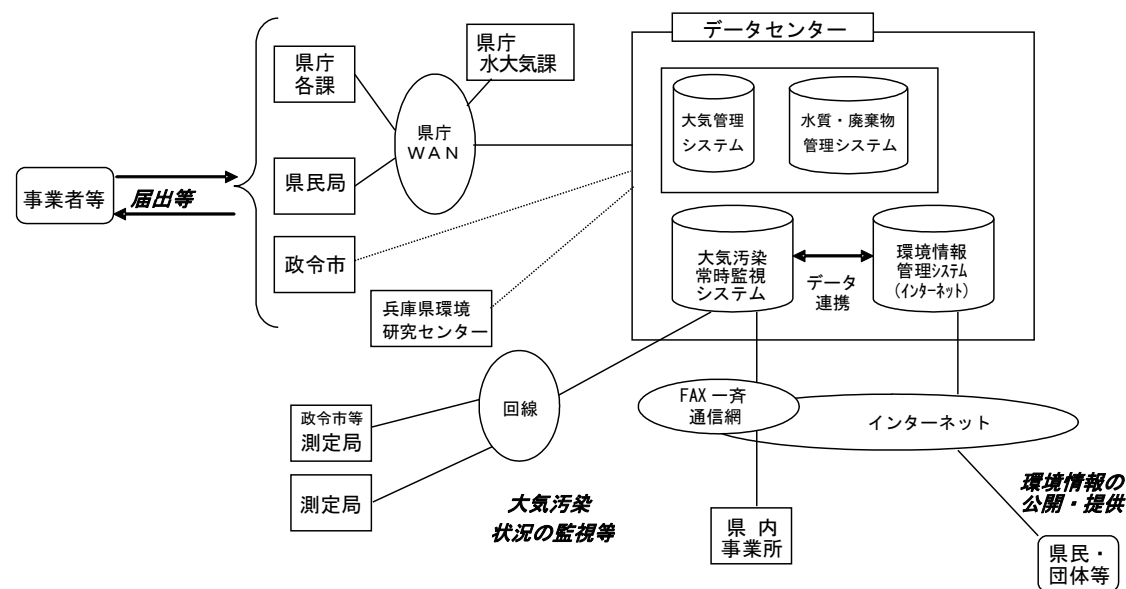 データセンター
県庁
各課
県庁
水大気課
県庁
WAN
大気管理
システム
水質・廃棄物
管理システム
事業者等
届出等
県民局
政令市
兵庫県環境
研究センター
大気汚染
常時監視
システム
データ
連携
環境情報
管理システム
(インターネット)
回線
政令市等
測定局
測定局
FAX 一斉
通信網
インターネット
大気汚染
状況の監視等
県 内
事業所
環境情報の
公開・提供
県民・
団体等